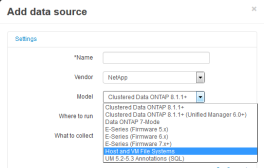 Add data source
×
Settings
*Name
Vendor NetApp
Model Clustered Data ONTAP 8.1.1+
Clustered Data ONTAP 8.1.1+
Where to run Clustered Data ONTAP 8.1.1+ (Unified Manager 6.0+)
Data ONTAP 7-Mode
E-Series (Firmware 5.x)
What to collect E-Series (Firmware 6.x)
E-Series (Firmware 7.x+)
Host and VM File Systems
UM 5.2-5.3 Annotations (SQL)